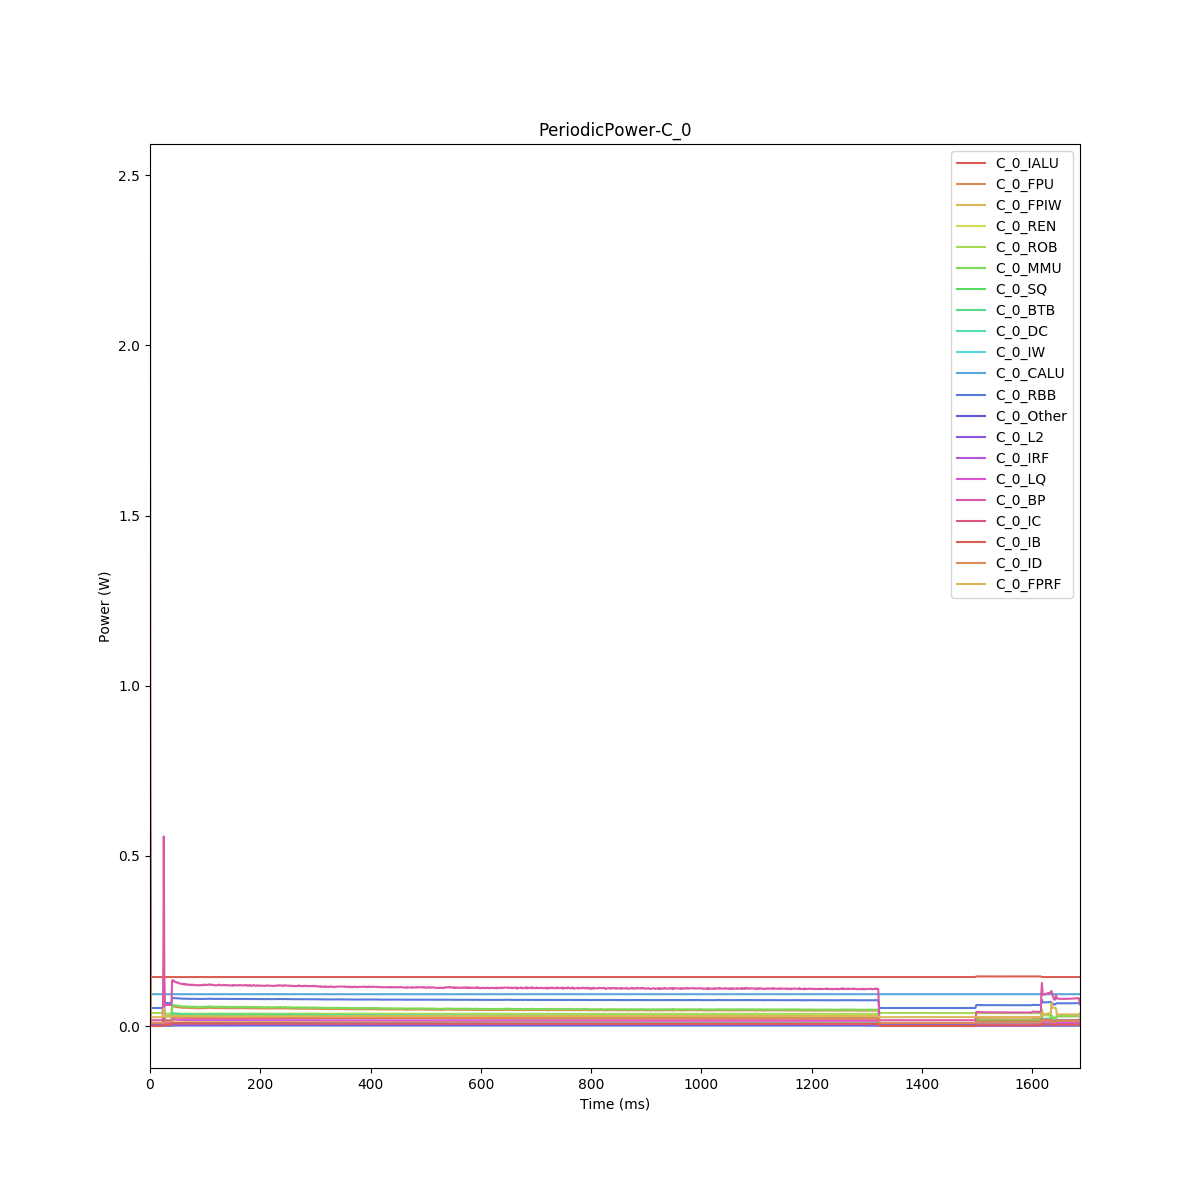 PeriodicPower-C_0
C_0_IALU
C_0_FPU
C_0_FPIW
C_0_REN
C_0_ROB
C_0_MMU
C_0_SQ
C_0_BTB
C_0_DC
C_0_IW
C_0_CALU
C_0_RBB
C_0_Other
C_0_L2
C_0_IRF
C_0_LQ
C_0_BP
C_0_IC
C_0_IB
C_0_ID
C_0_FPRF
2.5
2.0
1.5
1.0
0.5
0.0
Power (W)
0 200 400 600 800 1000 1200 1400 1600
Time (ms)